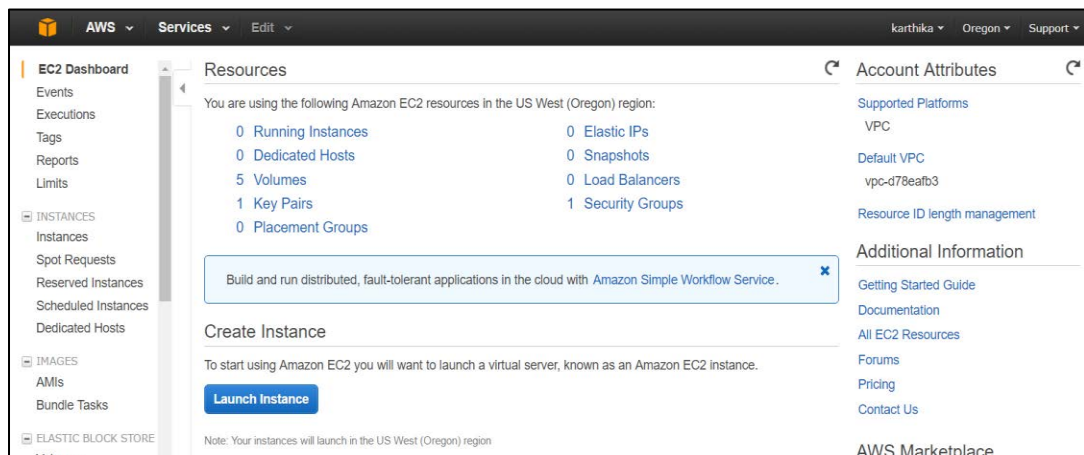 AWS Services Edit karthika Oregon Support
EC2 Dashboard
Events
Executions
Tags
Reports
Limits
INSTANCES
Instances
Spot Requests
Reserved Instances
Scheduled Instances
Dedicated Hosts
IMAGES
AMIs
Bundle Tasks
ELASTIC BLOCK STORE
Resources
You are using the following Amazon EC2 resources in the US West (Oregon) region:
0 Running Instances 0 Elastic IPs
0 Dedicated Hosts 0 Snapshots
5 Volumes 0 Load Balancers
1 Key Pairs 1 Security Groups
0 Placement Groups
Build and run distributed, fault-tolerant applications in the cloud with Amazon Simple Workflow Service.
Create Instance
To start using Amazon EC2 you will want to launch a virtual server, known as an Amazon EC2 instance.
Launch Instance
Note: Your instances will launch in the US West (Oregon) region
Account Attributes
Supported Platforms
VPC
Default VPC
vpc-d78eafb3
Resource ID length management
Additional Information
Getting Started Guide
Documentation
All EC2 Resources
Forums
Pricing
Contact Us
AWS Marketplace